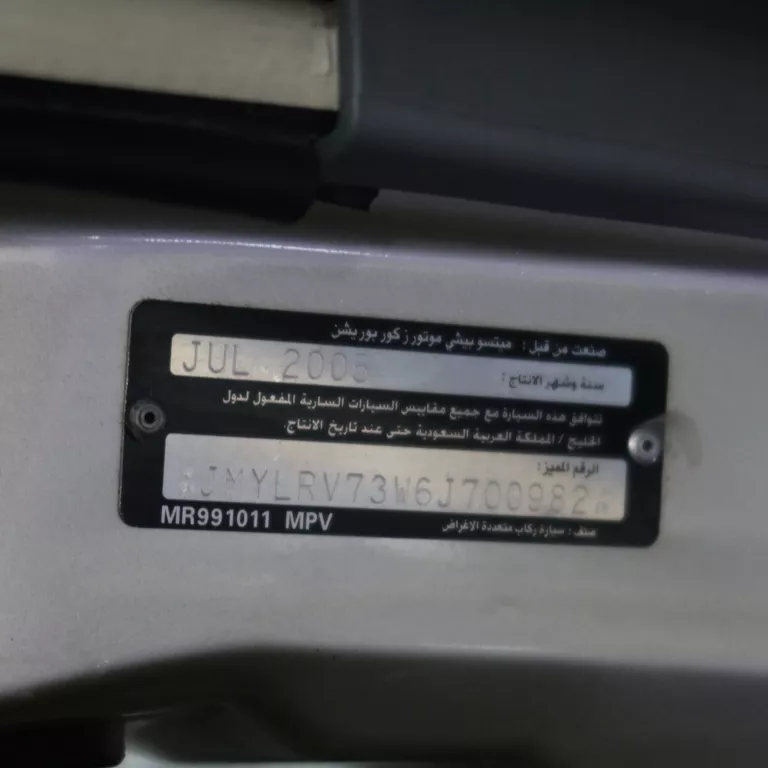 صنعت من قبل : ميتسوبيشي موتورز كوربوريشن
سنة وشهر الانتاج :
JUL 2005
تتوافق هذه السيارة مع جميع مقاييس السيارات السارية المفعول لدول
الخليج / المملكة العربية السعودية حتى عند تاريخ الانتاج.
الرقم المميز:
*JMYLRV73W6J700982*
MR991011 MPV
صنف : سيارة ركاب متعددة الاغراض